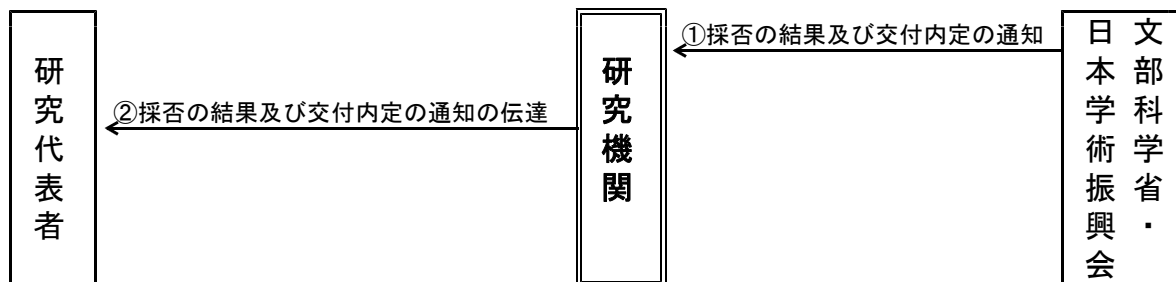 研究代表者
②採否の結果及び交付内定の通知の伝達
研究機関
①採否の結果及び交付内定の通知
文部科学省・
日本学術振興会